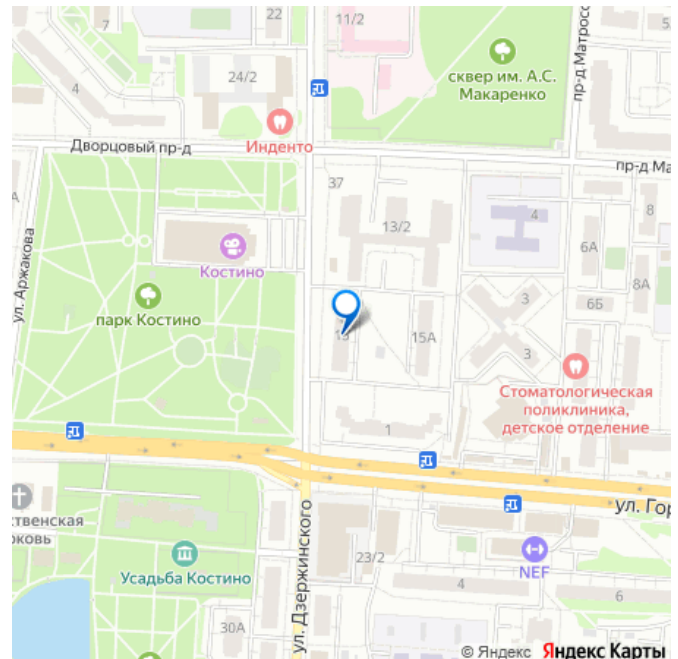 11/2
22
7
24/2
4
сквер им. А.С.
Макаренко
пр-д Матросс
5
Инденто
Дворцовый пр-д
пр-д Ма
37
13/2
4
8
6А
8А
ул. Аржакова
Костино
парк Костино
13
15А
3
3
6Б
Стоматологическая
поликлиника,
детское отделение
1
ул. Гор
ственская
рковь
Усадьба Костино
ул. Дзержинского
23/2
NEF
4
6
30А
© Яндекс Яндекс Карты